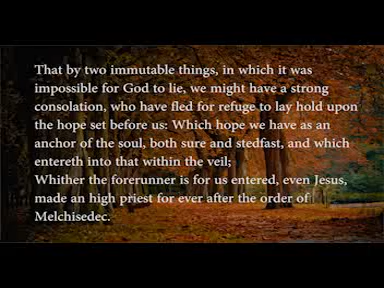 That by two immutable things, in which it was
impossible for God to lie, we might have a strong
consolation, who have fled for refuge to lay hold upon
the hope set before us: Which hope we have as an
anchor of the soul, both sure and stedfast, and which
entereth into that within the veil;
Whither the forerunner is for us entered, even Jesus,
made an high priest for ever after the order of
Melchisedec.